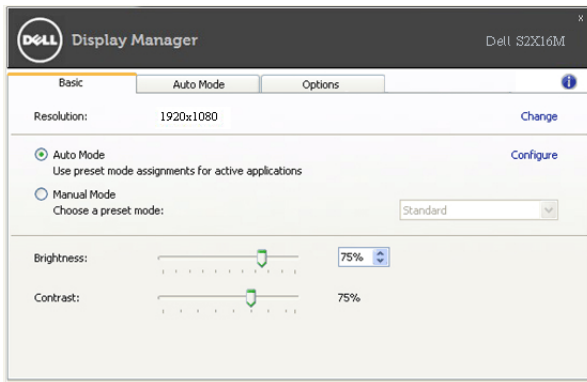 x
DELL Display Manager
Dell S2X16M
Basic Auto Mode Options i
Resolution: 1920x1080 Change
Auto Mode Configure
Use preset mode assignments for active applications
Manual Mode
Choose a preset mode: Standard
Brightness: 75%
Contrast: 75%